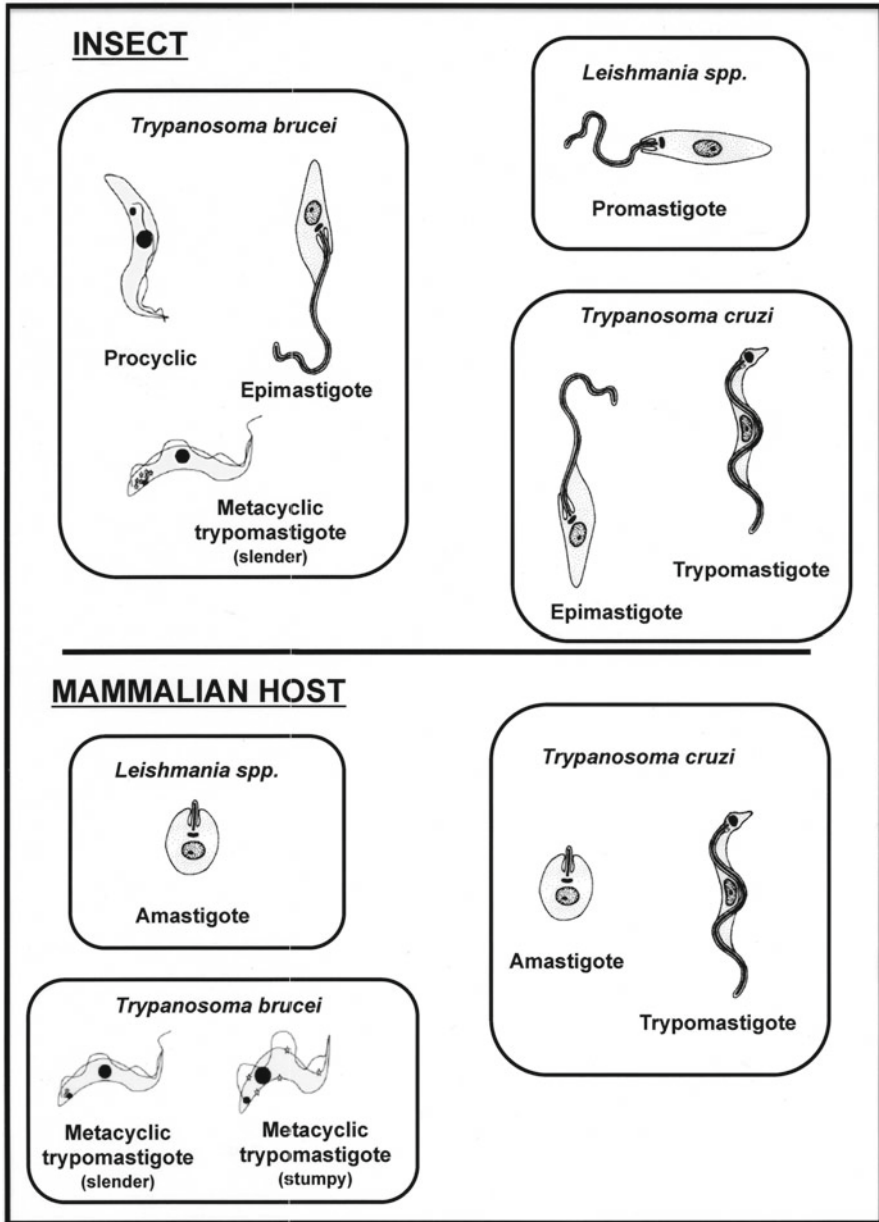 INSECT
Trypanosoma brucei
Procyclic
Epimastigote
Metacyclic
trypomastigote
(slender)
Leishmania spp.
Promastigote
Trypanosoma cruzi
Epimastigote
Trypomastigote
MAMMALIAN HOST
Leishmania spp.
Amastigote
Trypanosoma brucei
Metacyclic
trypomastigote
(slender)
Metacyclic
trypomastigote
(stumpy)
Trypanosoma cruzi
Amastigote
Trypomastigote